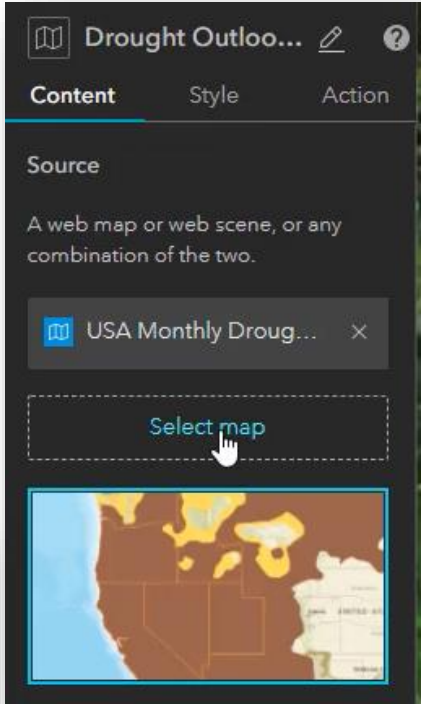 Drought Outloo...
?
Content Style Action
Source
A web map or web scene, or any
combination of the two.
USA Monthly Droug...
Select map